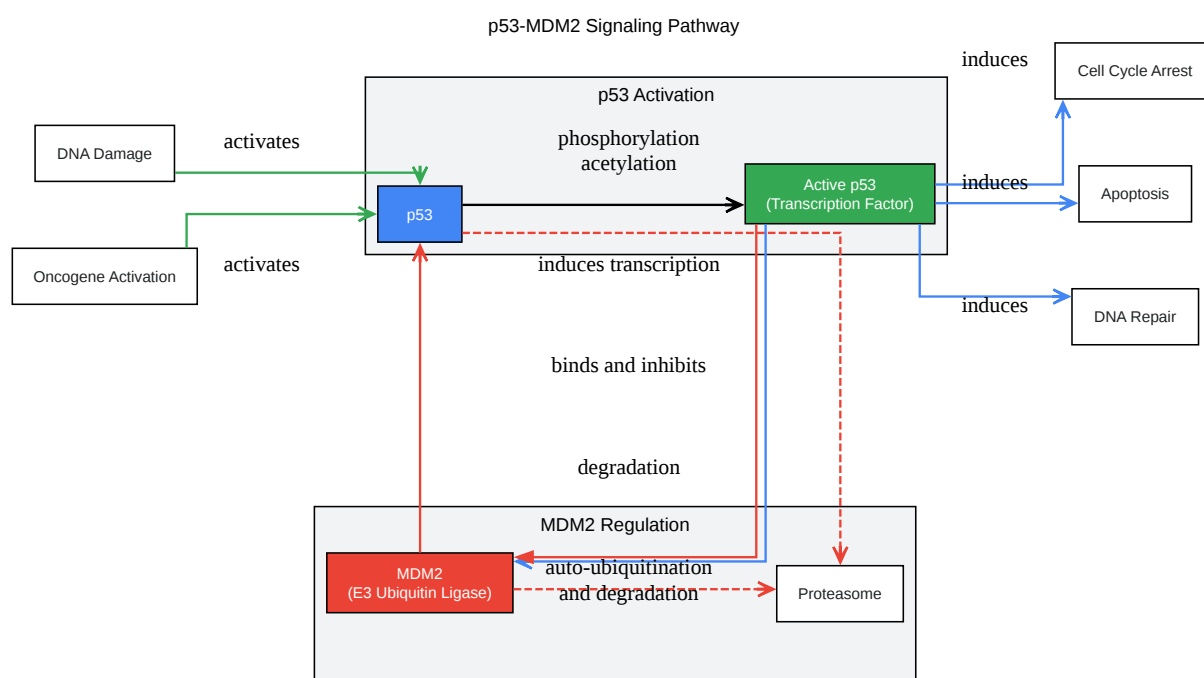 p53-MDM2 Signaling Pathway
induces
Cell Cycle Arrest
p53 Activation
DNA Damage
activates
phosphorylation
acetylation
Active p53
(Transcription Factor)
induces
Apoptosis
p53
Oncogene Activation
activates
induces transcription
induces
DNA Repair
binds and inhibits
degradation
MDM2 Regulation
MDM2
(E3 Ubiquitin Ligase)
auto-ubiquitination
and degradation
Proteasome